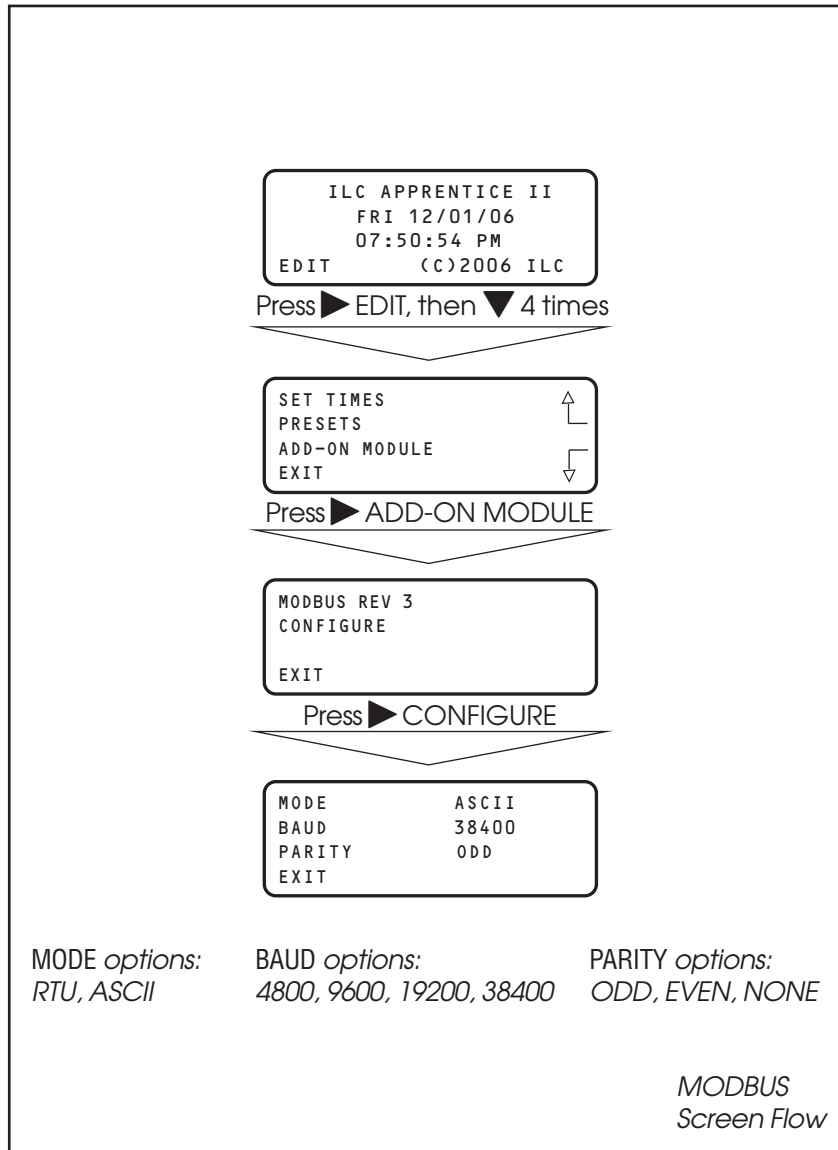 ILC APPRENTICE II
FRI 12/01/06
07:50:54 PM
EDIT (C)2006 ILC
Press ▶ EDIT, then ▼ 4 times
SET TIMES
PRESETS
ADD-ON MODULE
EXIT
Press ▶ ADD-ON MODULE
MODBUS REV 3
CONFIGURE
EXIT
Press ▶ CONFIGURE
MODE ASCII
BAUD 38400
PARITY ODD
EXIT
MODE options: BAUD options: PARITY options:
RTU, ASCII 4800, 9600, 19200, 38400 ODD, EVEN, NONE
MODBUS
Screen Flow